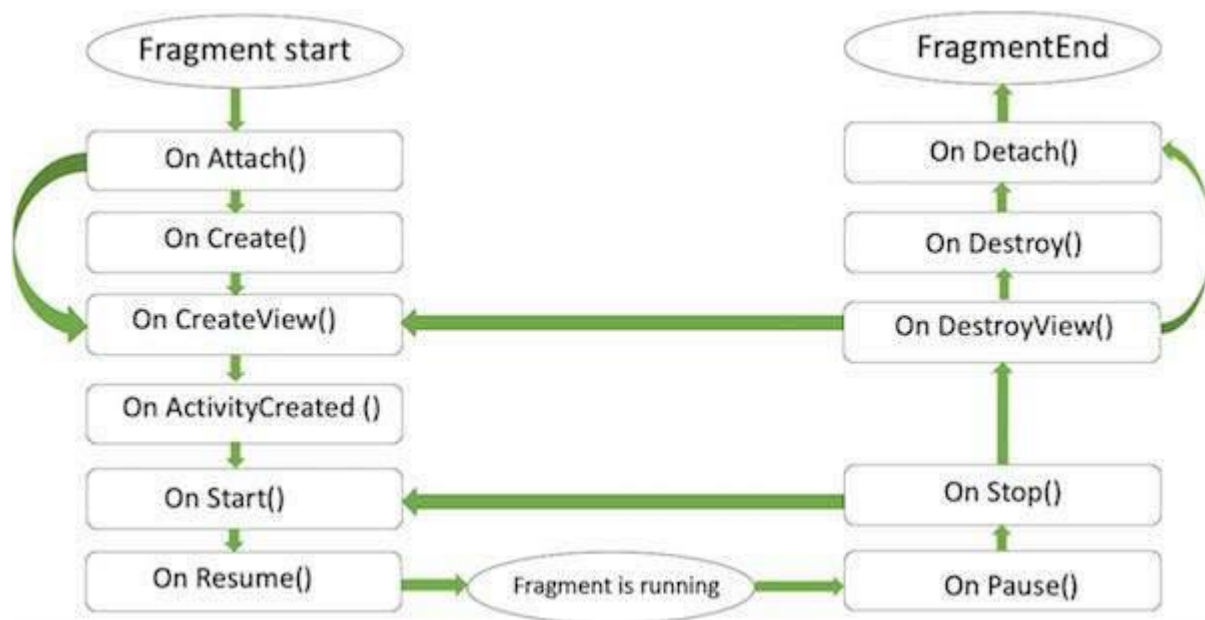 Fragment start
On Attach()
On Create()
On CreateView()
On ActivityCreated ()
On Start()
On Resume()
Fragment is running
On Pause()
On Stop()
On DestroyView()
On Destroy()
On Detach()
FragmentEnd